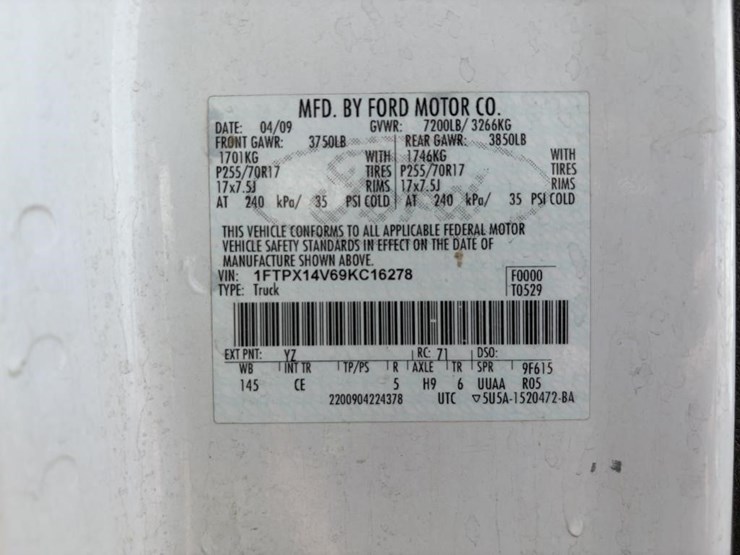 MFD. BY FORD MOTOR CO.
DATE: 04/09 GVWR: 7200LB/ 3266KG
FRONT GAWR: 3750LB REAR GAWR: 3850LB
1701KG WITH 1746KG WITH
P255/70R17 TIRES P255/70R17 TIRES
17x7.5J RIMS 17x7.5J RIMS
AT 240 kPa/ 35 PSI COLD AT 240 kPa/ 35 PSI COLD
THIS VEHICLE CONFORMS TO ALL APPLICABLE FEDERAL MOTOR
VEHICLE SAFETY STANDARDS IN EFFECT ON THE DATE OF
MANUFACTURE SHOWN ABOVE.
VIN: 1FTPX14V69KC16278 F0000
TYPE: Truck T0529
EXT PNT: YZ RC: 71 DSO:
WB INT TR TP/PS R AXLE TR SPR 9F615
145 CE 5 H9 6 UUAA R05
2200904224378 UTC ▽5U5A-1520472-BA